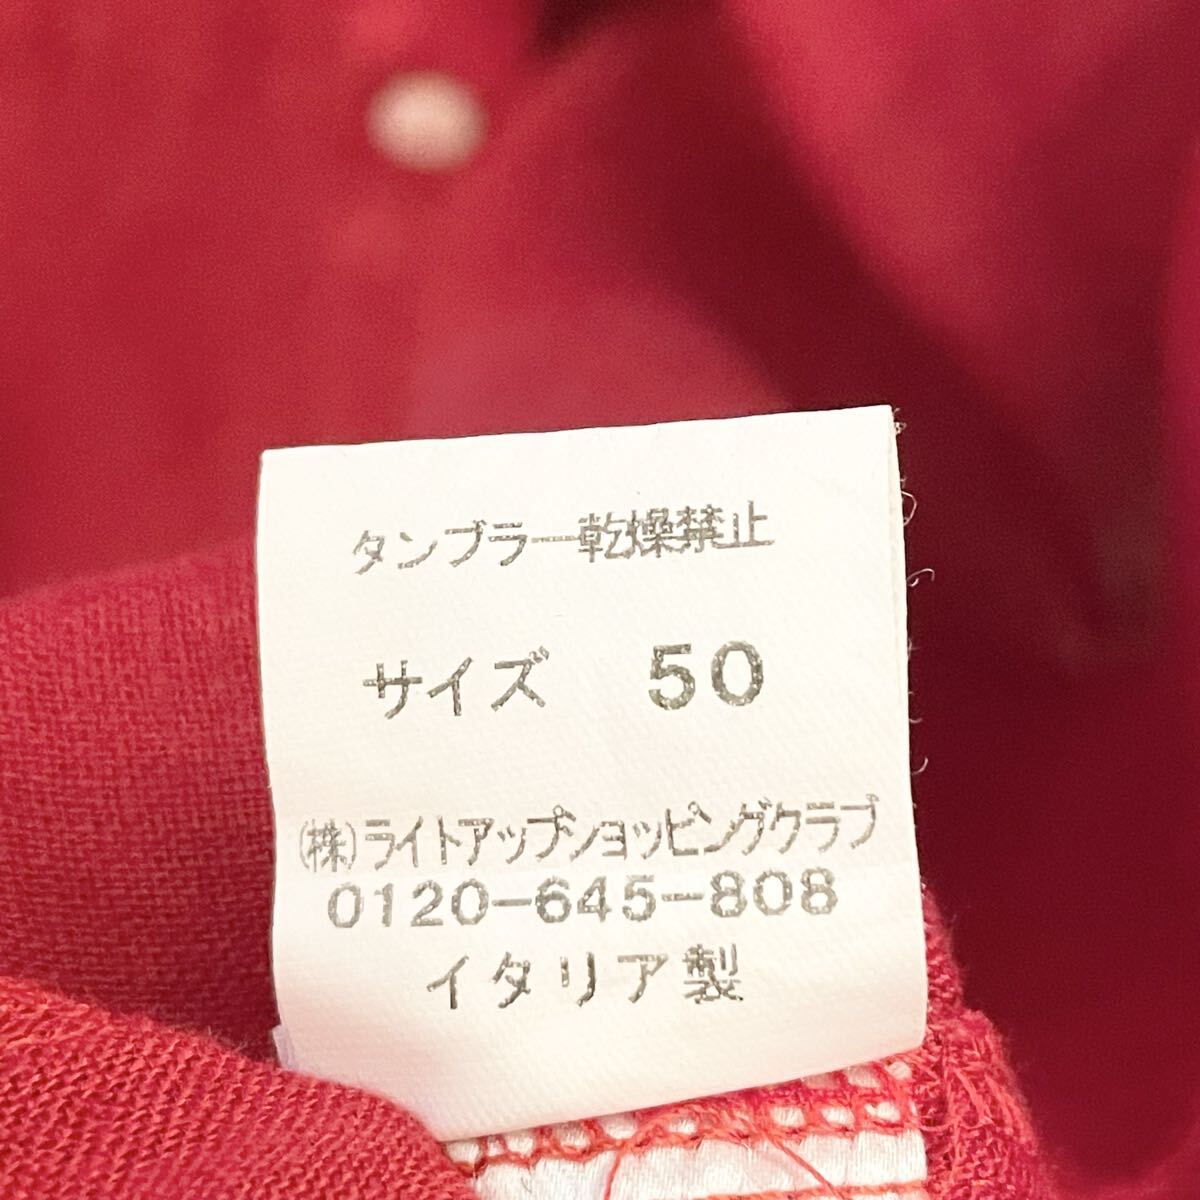 タンブラー乾燥禁止
サイズ 50
(株)ライトアップショッピングクラブ
0120-645-808
イタリア製